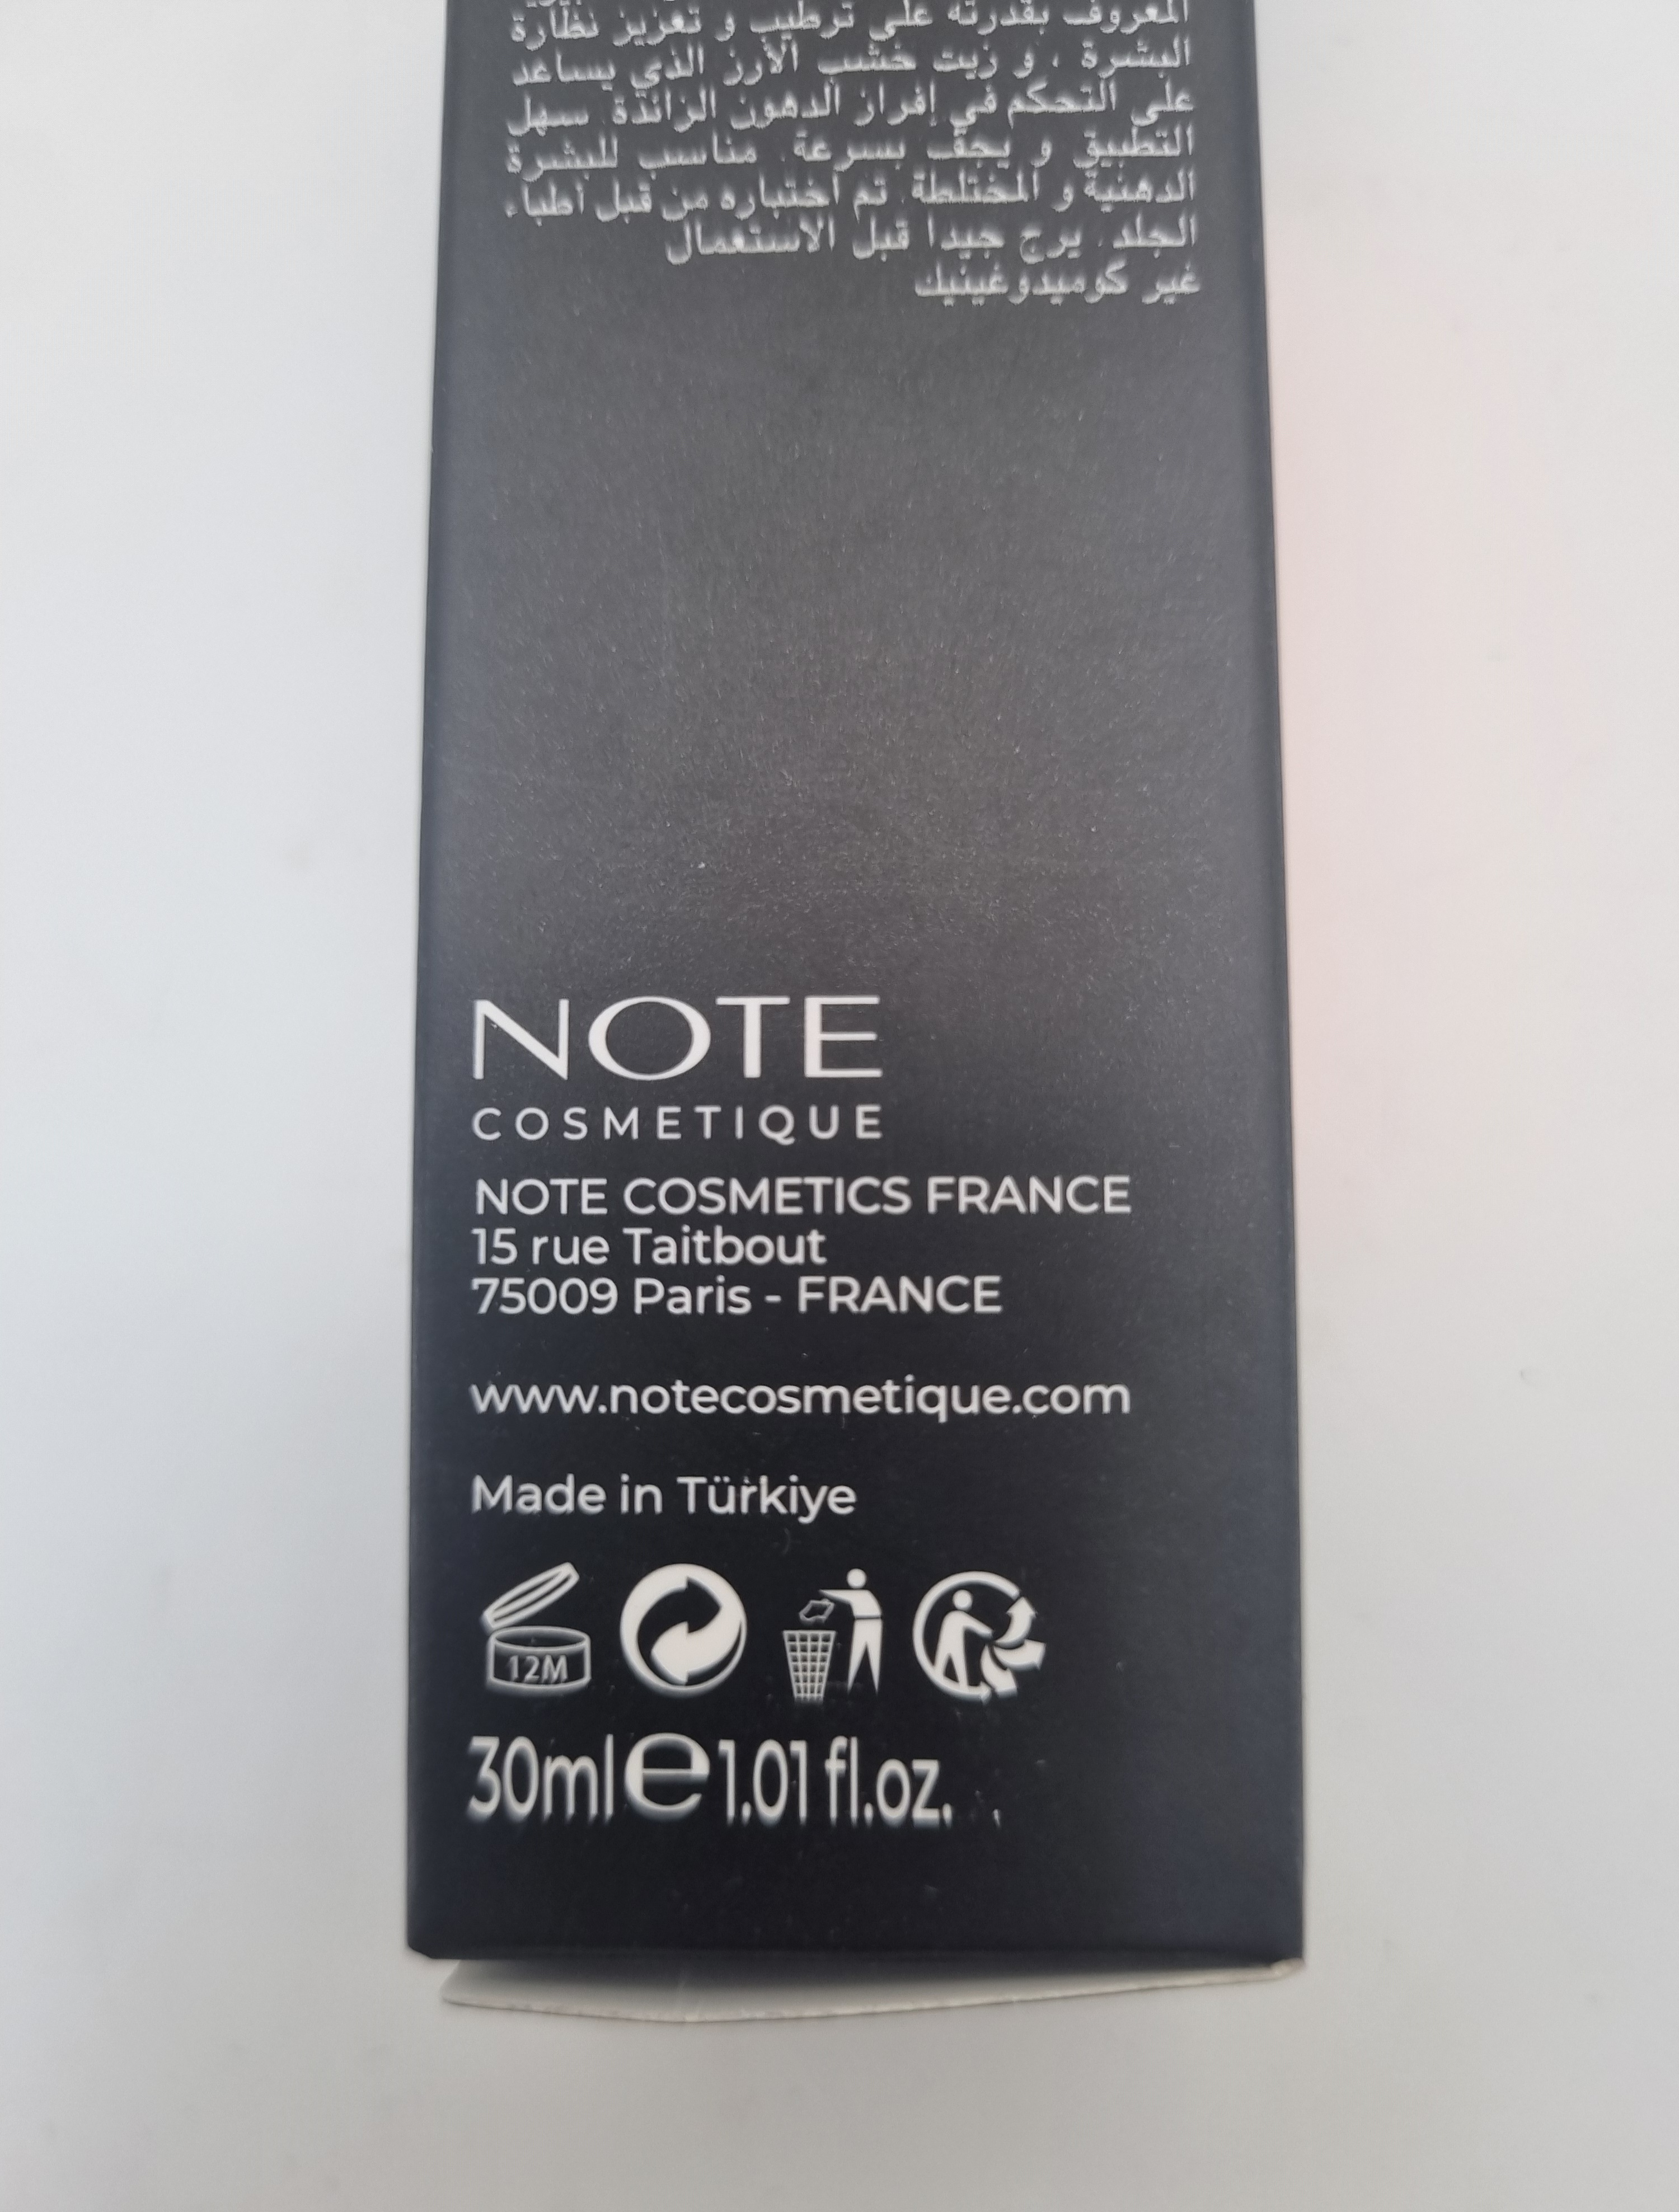 المعروف بقدرته على ترطيب و تعزيز نظارة
البشرة ، و زيت خشب الأرز الذي يساعد
على التحكم في إفراز الدهون الزائدة. سهل
التطبيق و يجف بسرعة. مناسب للبشرة
الدهنية و المختلطة. تم اختباره من قبل أطباء
الجلد. يرج جيدا قبل الاستعمال
غير كوميدوغينيك
NOTE
COSMETIQUE
NOTE COSMETICS FRANCE
15 rue Taitbout
75009 Paris - FRANCE
www.notecosmetique.com
Made in Türkiye
12M
30ml e 1.01 fl.oz.